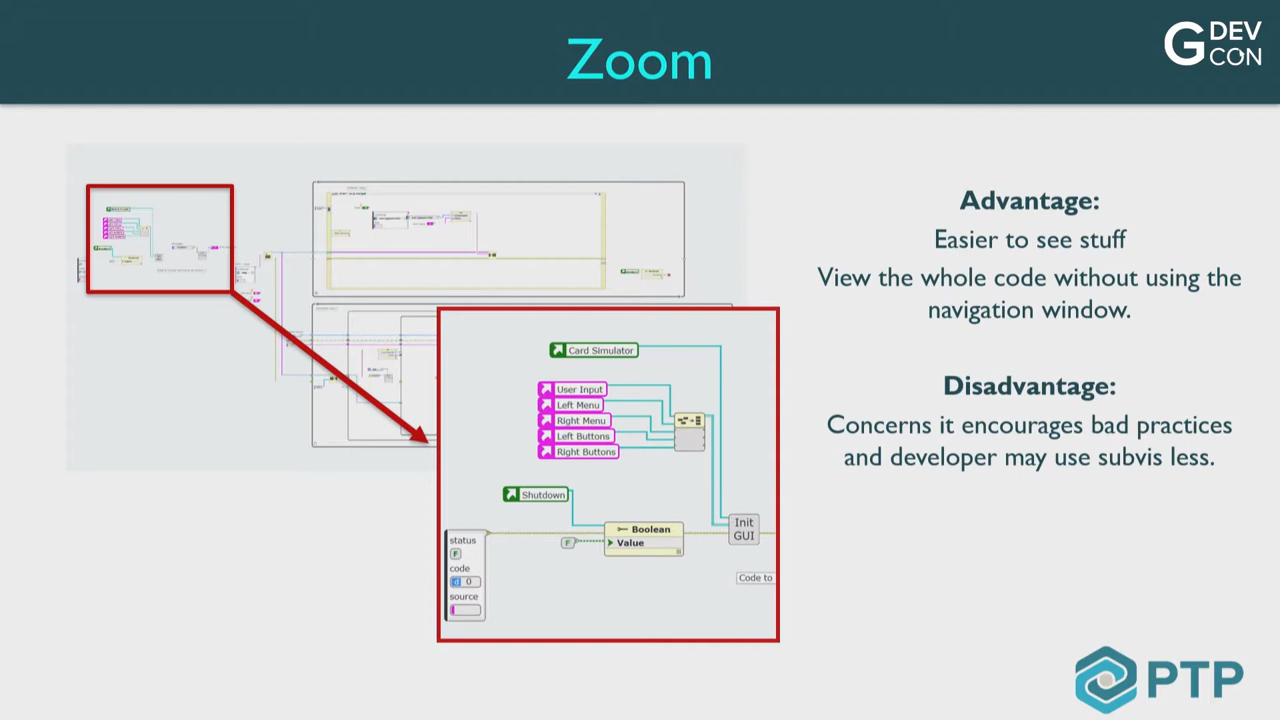 Zoom
G DEV
CON
Advantage:
Easier to see stuff
View the whole code without using the
navigation window.
Disadvantage:
Concerns it encourages bad practices
and developer may use subvis less.
Card Simulator
User Input
Left Menu
Right Menu
Left Buttons
Right Buttons
Shutdown
Boolean
F
Value
Init
GUI
status
F
code
d 0
source
Code to
PTP